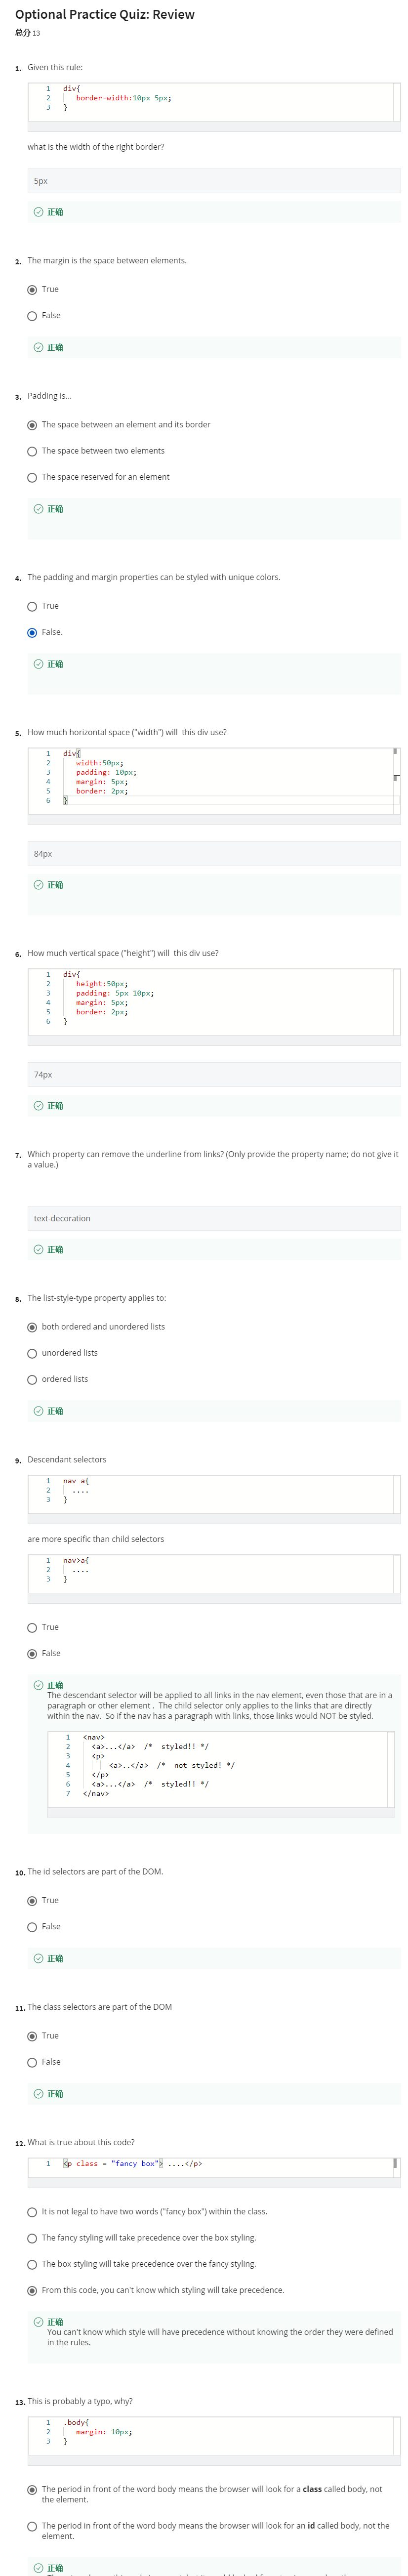 Optional Practice Quiz: Review
总分 13
1. Given this rule:
1 div{
2 border-width:10px 5px;
3 }
what is the width of the right border?
5px
正确
2. The margin is the space between elements.
True
False
正确
3. Padding is...
The space between an element and its border
The space between two elements
The space reserved for an element
正确
4. The padding and margin properties can be styled with unique colors.
True
False.
正确
5. How much horizontal space ("width") will this div use?
1 div{
2 width:50px;
3 padding: 10px;
4 margin: 5px;
5 border: 2px;
6 }
84px
正确
6. How much vertical space ("height") will this div use?
1 div{
2 height:50px;
3 padding: 5px 10px;
4 margin: 5px;
5 border: 2px;
6 }
74px
正确
7. Which property can remove the underline from links? (Only provide the property name; do not give it
a value.)
text-decoration
正确
8. The list-style-type property applies to:
both ordered and unordered lists
unordered lists
ordered lists
正确
9. Descendant selectors
1 nav a{
2 ....
3 }
are more specific than child selectors
1 nav>a{
2 ....
3 }
True
False
正确
The descendant selector will be applied to all links in the nav element, even those that are in a
paragraph or other element . The child selector only applies to the links that are directly
within the nav. So if the nav has a paragraph with links, those links would NOT be styled.
1 <nav>
2 <a>...</a> /* styled!! */
3 <p>
4 <a>..</a> /* not styled! */
5 </p>
6 <a>...</a> /* styled!! */
7 </nav>
10. The id selectors are part of the DOM.
True
False
正确
11. The class selectors are part of the DOM
True
False
正确
12. What is true about this code?
1 <p class = "fancy box"> ....</p>
It is not legal to have two words ("fancy box") within the class.
The fancy styling will take precedence over the box styling.
The box styling will take precedence over the fancy styling.
From this code, you can't know which styling will take precedence.
正确
You can't know which style will have precedence without knowing the order they were defined
in the rules.
13. This is probably a typo, why?
1 .body{
2 margin: 10px;
3 }
The period in front of the word body means the browser will look for a class called body, not
the element.
The period in front of the word body means the browser will look for an id called body, not the
element.
正确